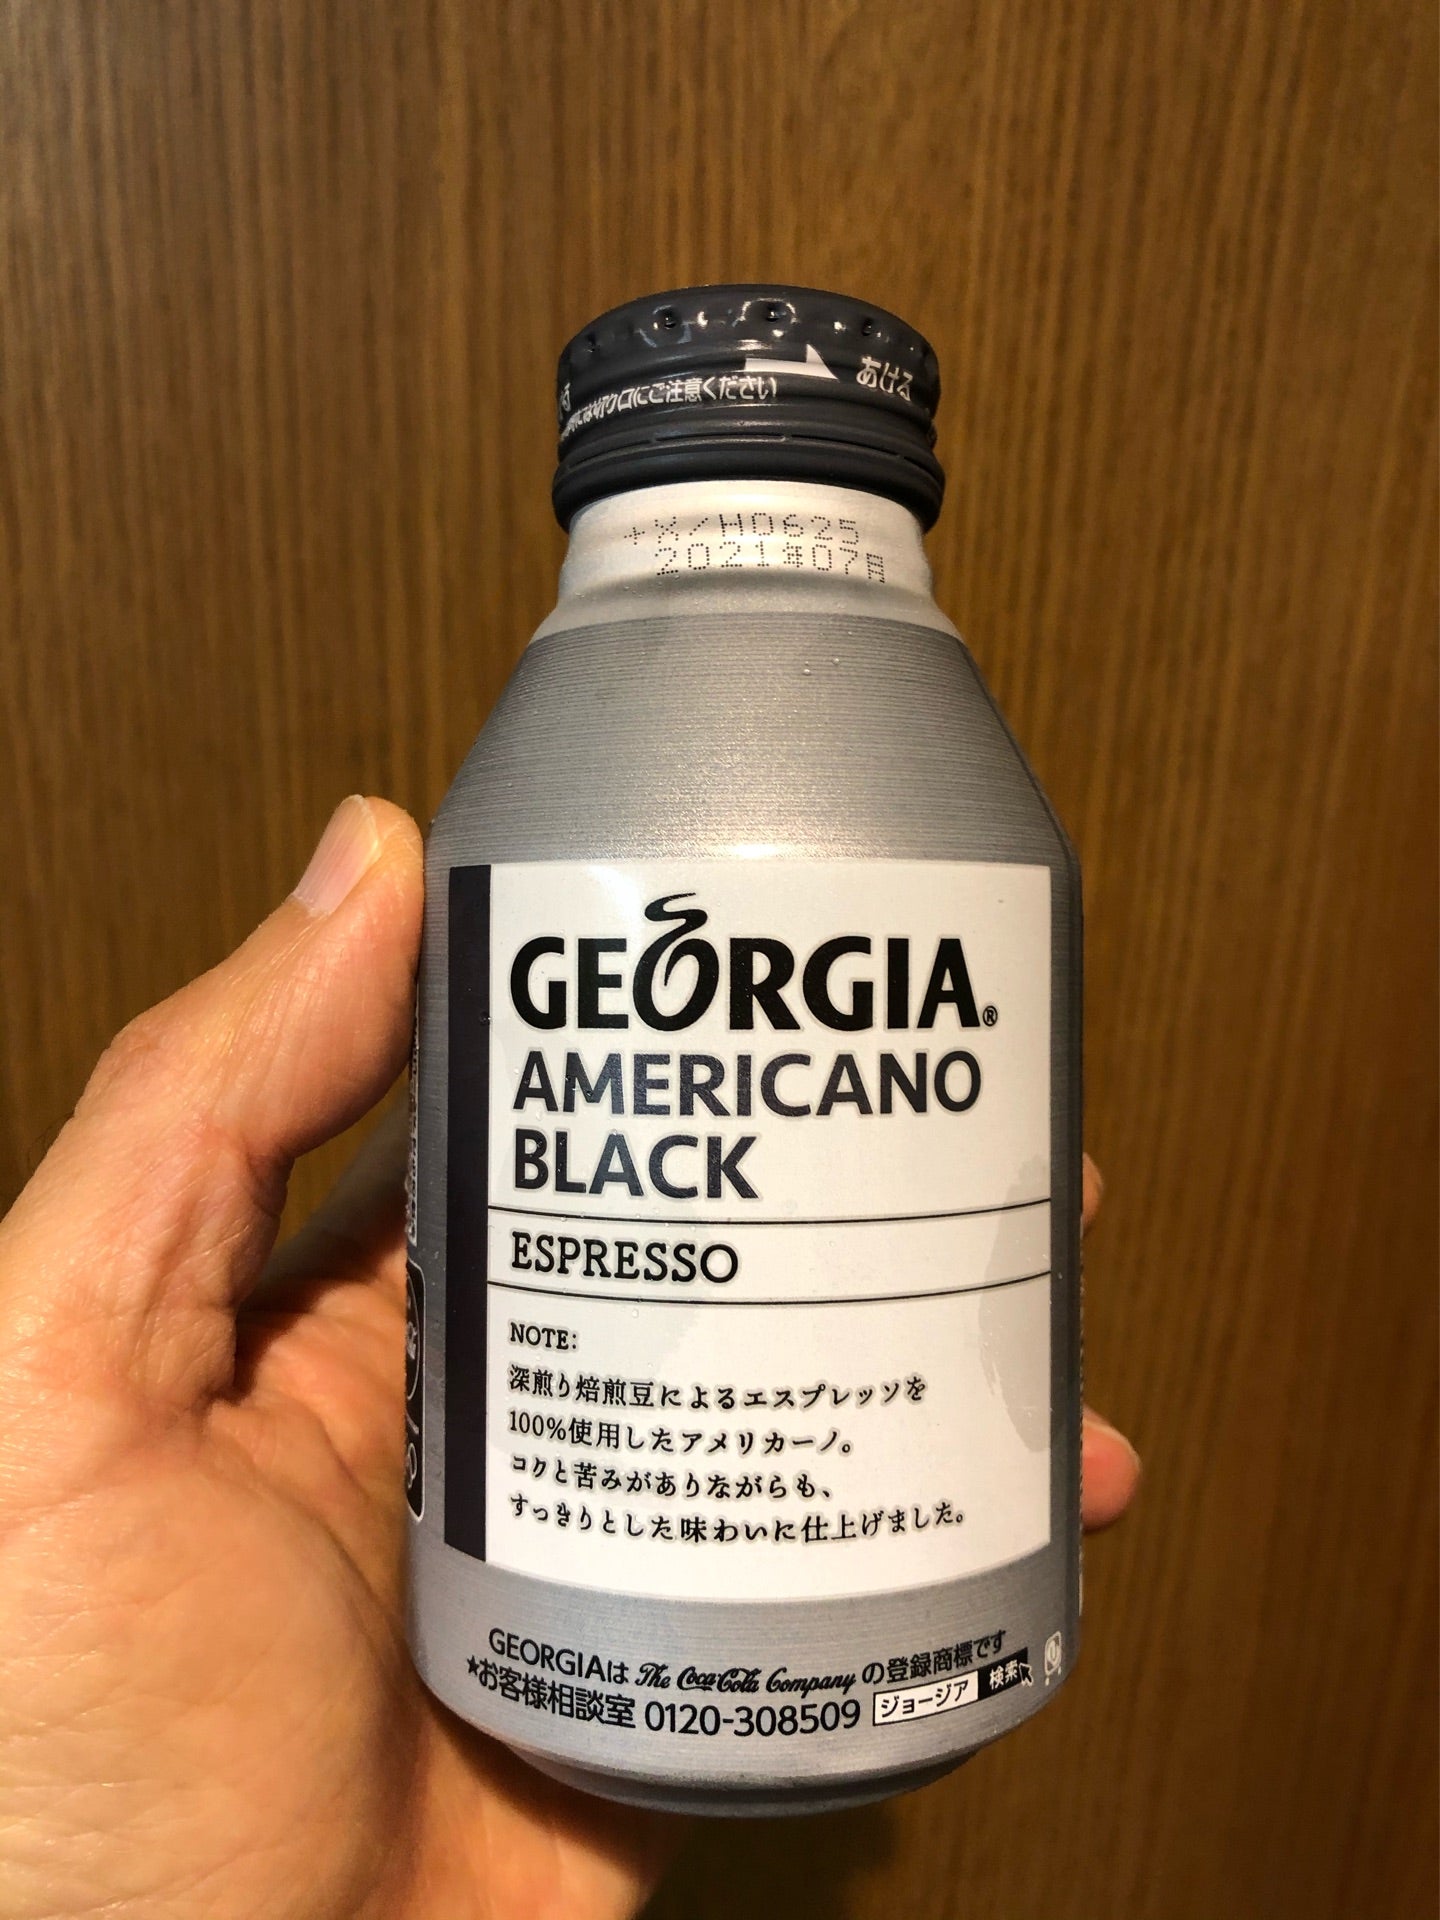 あける
には切り口にご注意ください
+X/H0625
2021年07月
GEORGIA®
AMERICANO
BLACK
ESPRESSO
NOTE:
深煎り焙煎豆によるエスプレッソを
100%使用したアメリカーノ。
コクと苦みがありながらも、
すっきりとした味わいに仕上げました。
GEORGIAは The Coca-Cola Company の登録商標です
★お客様相談室 0120-308509 ジョージア 検索